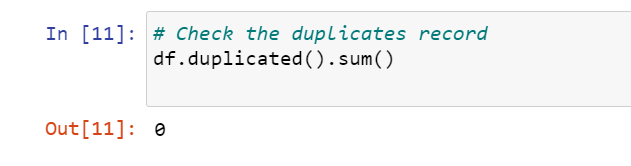 In [11]: # Check the duplicates record
df.duplicated().sum()
Out[11]: 0